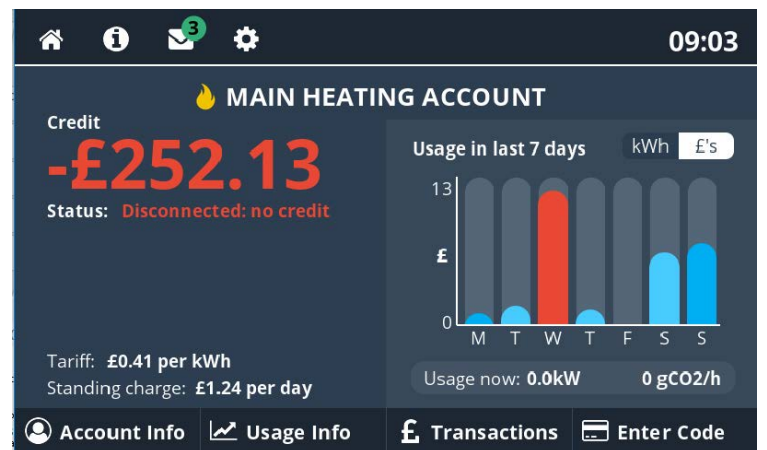 3
09:03
MAIN HEATING ACCOUNT
Credit
-£252.13
Status: Disconnected: no credit
Tariff: £0.41 per kWh
Standing charge: £1.24 per day
Usage in last 7 days
kWh £'s
13
£
0
M T W T F S S
Usage now: 0.0kW 0 gCO2/h
Account Info Usage Info £ Transactions Enter Code